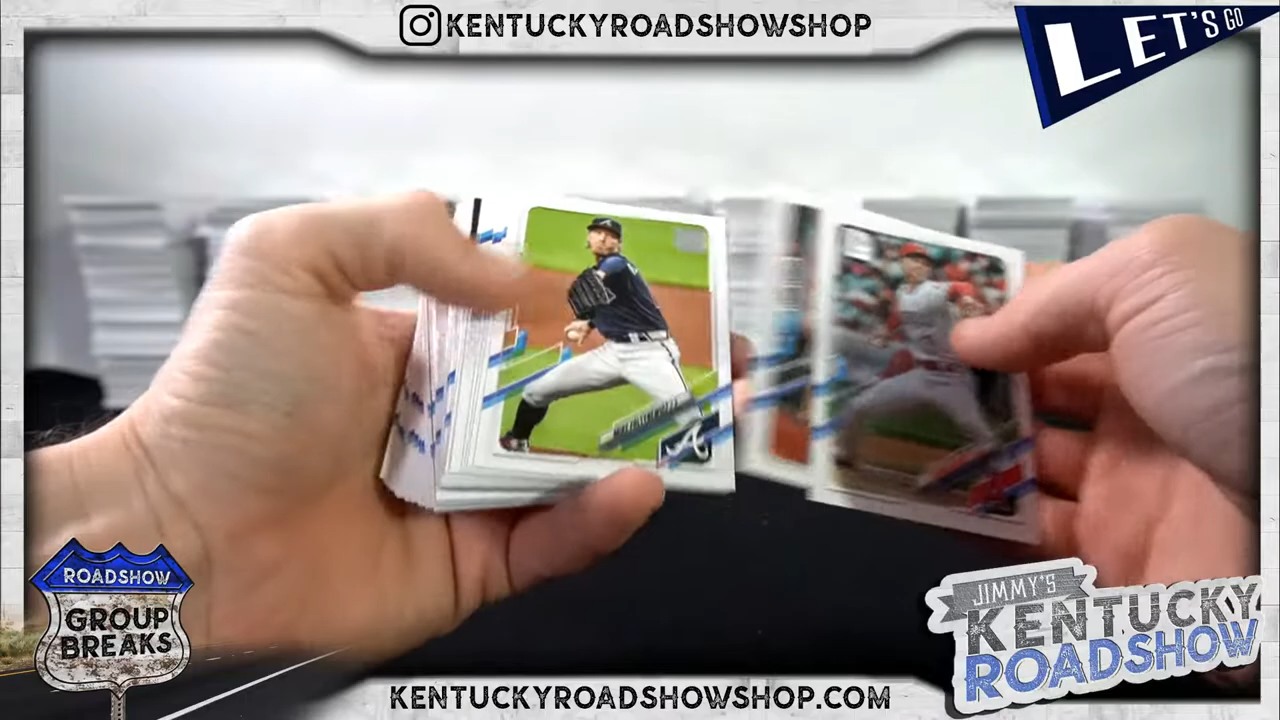 KENTUCKYROADSHOWSHOP
LET'S GO
ROADSHOW
GROUP
BREAKS
JIMMY'S
KENTUCKY
ROADSHOW
KENTUCKYROADSHOWSHOP.COM